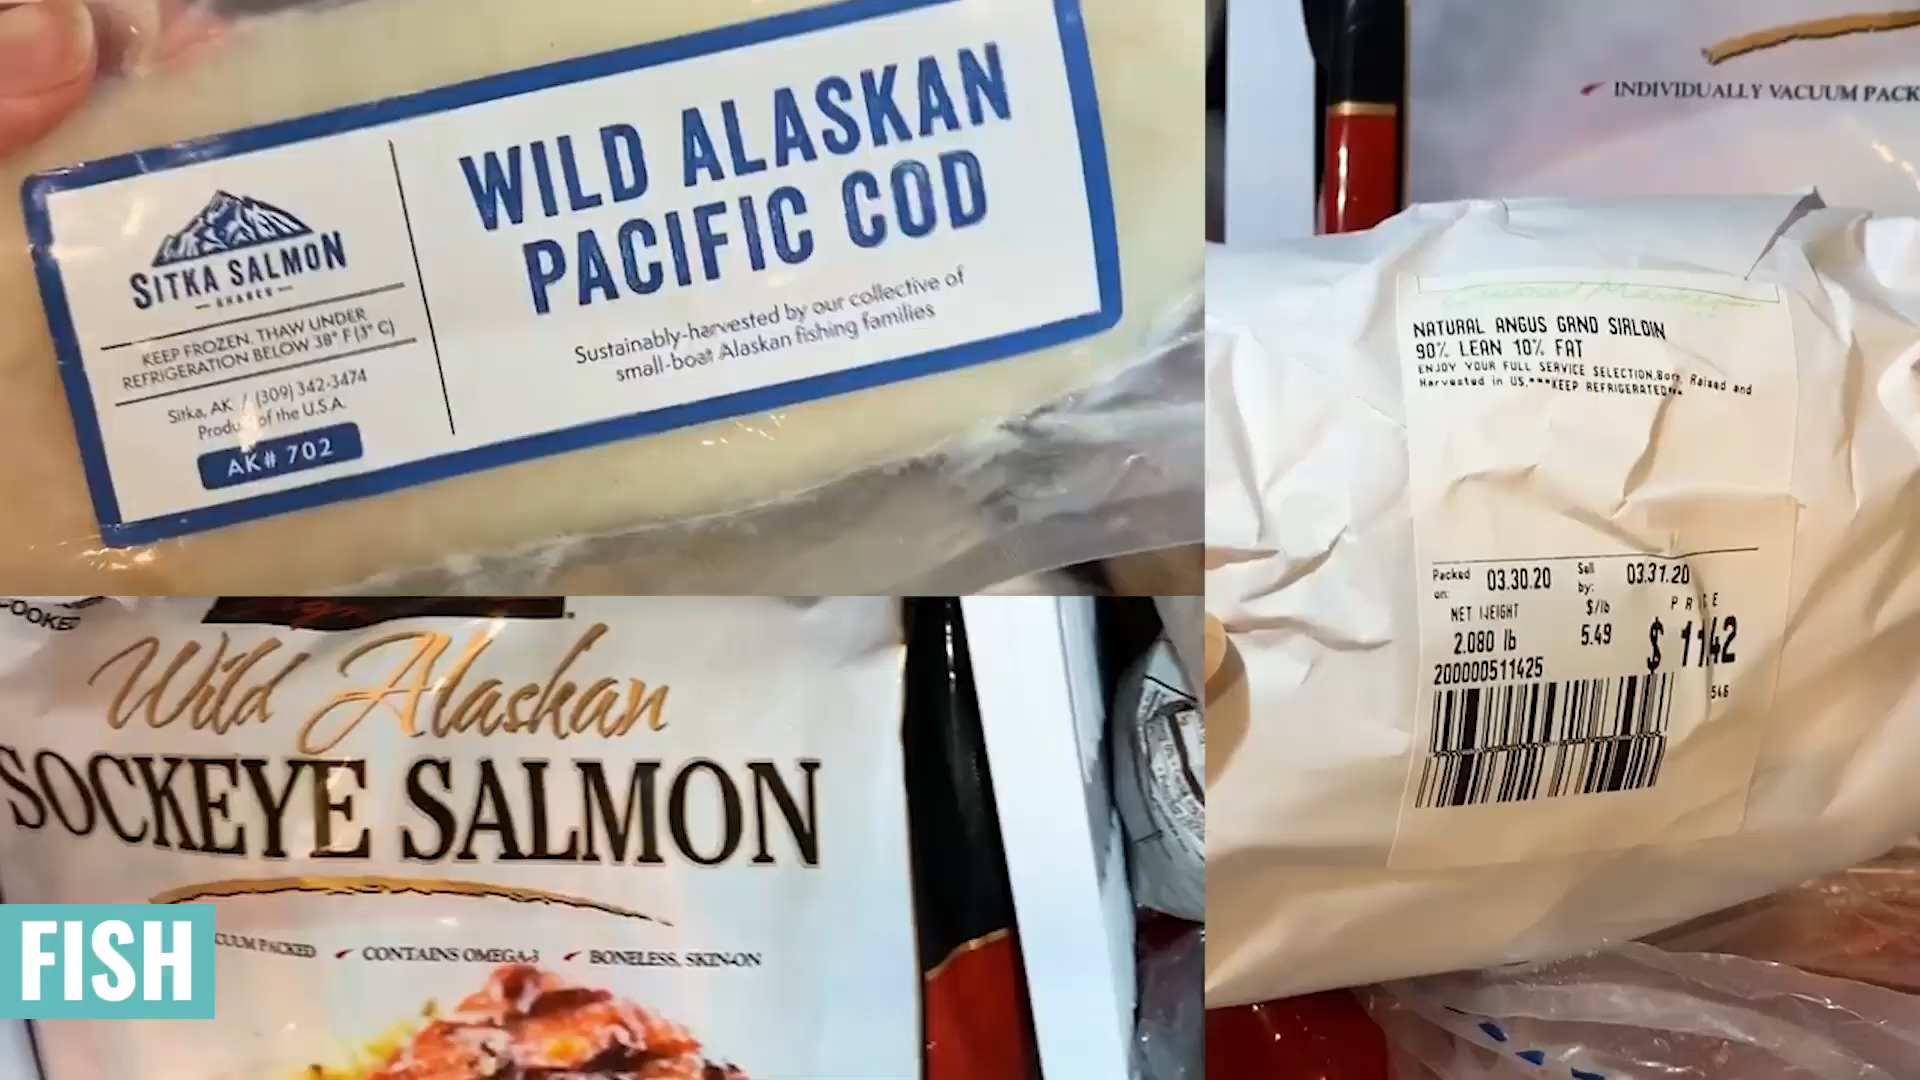 WILD ALASKAN
PACIFIC COD
Sustainably-harvested by our collective of
small-boat Alaskan fishing families
SITKA SALMON
SHARES
KEEP FROZEN. THAW UNDER
REFRIGERATION BELOW 38° F (3° C)
Sitka, AK / (309) 342-3474
Product of the U.S.A.
AK# 702
COOKED
Wild Alaskan
SOCKEYE SALMON
PACKED
CONTAINS OMEGA-3
BONELESS, SKIN-ON
FISH
INDIVIDUALLY VACUUM PACK
NATURAL ANGUS GRND SIRLOIN
90% LEAN 10% FAT
ENJOY YOUR FULL SERVICE SELECTION.Born, Raised and
Harvested in US.***KEEP REFRIGERATED***
Packed on: 03.30.20 Sell by: 03.31.20
NET WEIGHT $/lb PRICE
2.080 lb 5.49 $ 11.42
200000511425
546